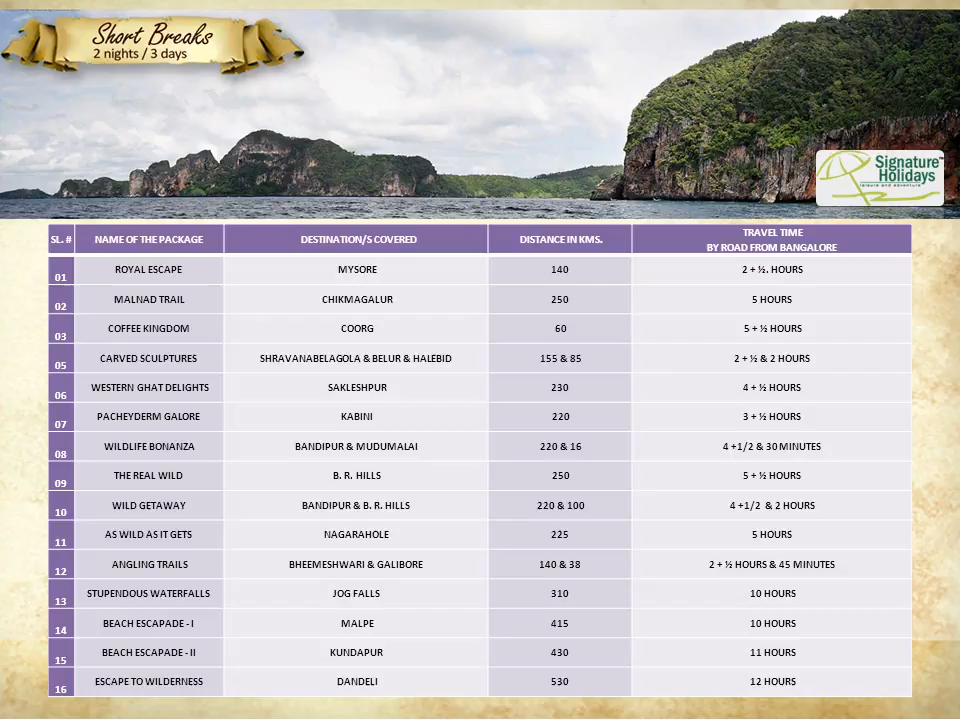 Short Breaks
2 nights / 3 days
Signature™
Holidays
leisure and adventure
SL. # NAME OF THE PACKAGE DESTINATION/S COVERED DISTANCE IN KMS. TRAVEL TIME
BY ROAD FROM BANGALORE
01 ROYAL ESCAPE MYSORE 140 2 + ½. HOURS
02 MALNAD TRAIL CHIKMAGALUR 250 5 HOURS
03 COFFEE KINGDOM COORG 60 5 + ½ HOURS
05 CARVED SCULPTURES SHRAVANABELAGOLA & BELUR & HALEBID 155 & 85 2 + ½ & 2 HOURS
06 WESTERN GHAT DELIGHTS SAKLESHPUR 230 4 + ½ HOURS
07 PACHEYDERM GALORE KABINI 220 3 + ½ HOURS
08 WILDLIFE BONANZA BANDIPUR & MUDUMALAI 220 & 16 4 +1/2 & 30 MINUTES
09 THE REAL WILD B. R. HILLS 250 5 + ½ HOURS
10 WILD GETAWAY BANDIPUR & B. R. HILLS 220 & 100 4 +1/2 & 2 HOURS
11 AS WILD AS IT GETS NAGARAHOLE 225 5 HOURS
12 ANGLING TRAILS BHEEMESHWARI & GALIBORE 140 & 38 2 + ½ HOURS & 45 MINUTES
13 STUPENDOUS WATERFALLS JOG FALLS 310 10 HOURS
14 BEACH ESCAPADE - I MALPE 415 10 HOURS
15 BEACH ESCAPADE - II KUNDAPUR 430 11 HOURS
16 ESCAPE TO WILDERNESS DANDELI 530 12 HOURS